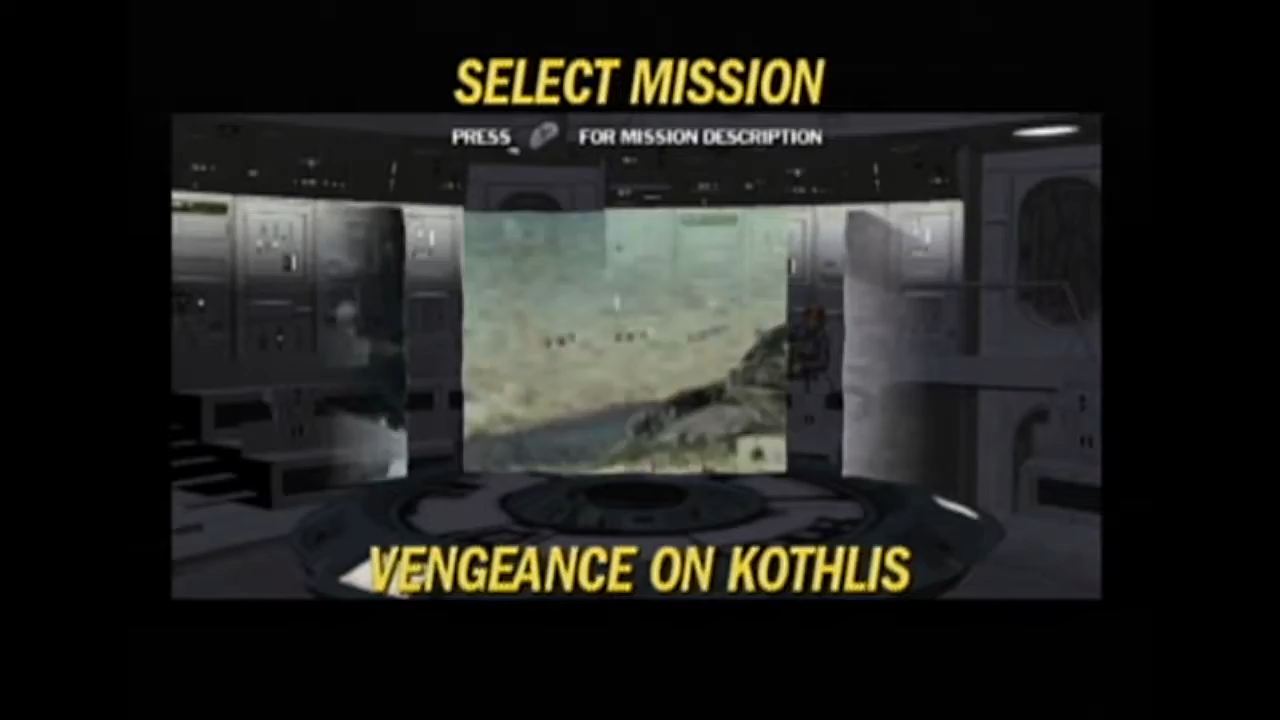 SELECT MISSION
PRESS FOR MISSION DESCRIPTION
VENGEANCE ON KOTHLIS